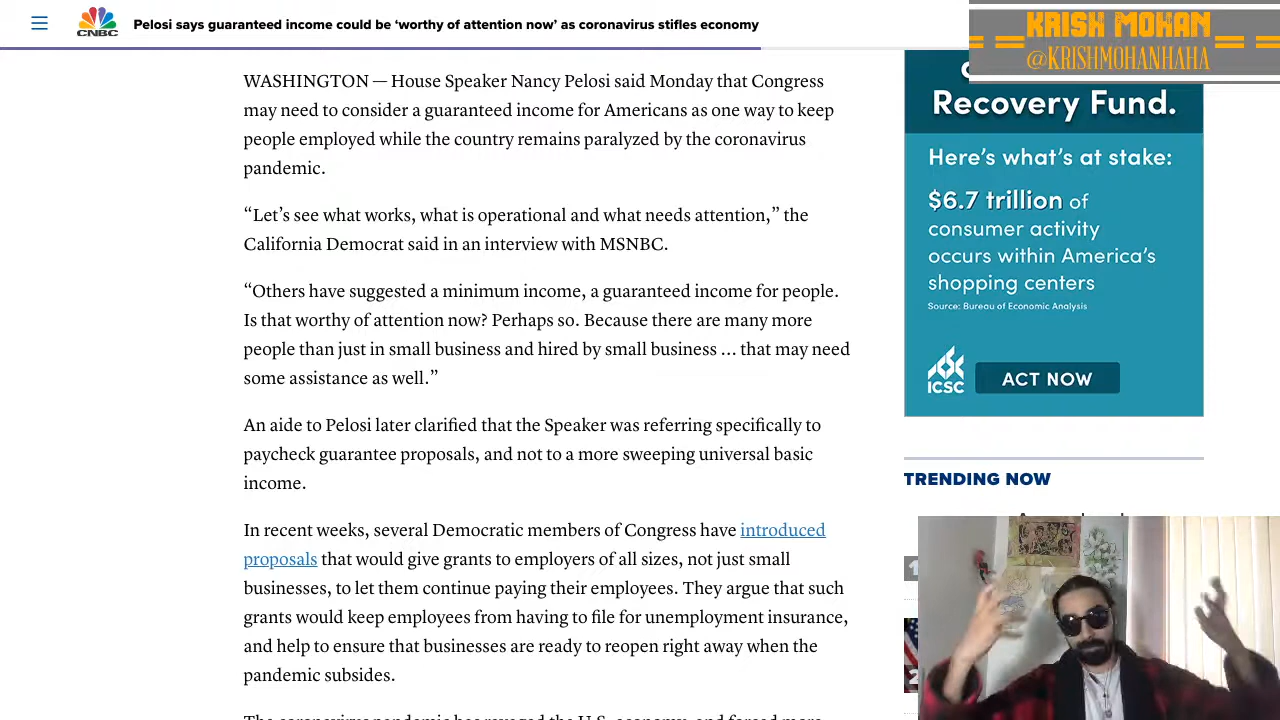 CNBC
Pelosi says guaranteed income could be ‘worthy of attention now’ as coronavirus stifles economy
KRISH MOHAN
@KRISHMOHANHAHA
WASHINGTON — House Speaker Nancy Pelosi said Monday that Congress
may need to consider a guaranteed income for Americans as one way to keep
people employed while the country remains paralyzed by the coronavirus
pandemic.
“Let’s see what works, what is operational and what needs attention,” the
California Democrat said in an interview with MSNBC.
“Others have suggested a minimum income, a guaranteed income for people.
Is that worthy of attention now? Perhaps so. Because there are many more
people than just in small business and hired by small business … that may need
some assistance as well.”
An aide to Pelosi later clarified that the Speaker was referring specifically to
paycheck guarantee proposals, and not to a more sweeping universal basic
income.
In recent weeks, several Democratic members of Congress have introduced
proposals that would give grants to employers of all sizes, not just small
businesses, to let them continue paying their employees. They argue that such
grants would keep employees from having to file for unemployment insurance,
and help to ensure that businesses are ready to reopen right away when the
pandemic subsides.
Recovery Fund.
Here’s what’s at stake:
$6.7 trillion of
consumer activity
occurs within America’s
shopping centers
Source: Bureau of Economic Analysis
ICSC
ACT NOW
TRENDING NOW